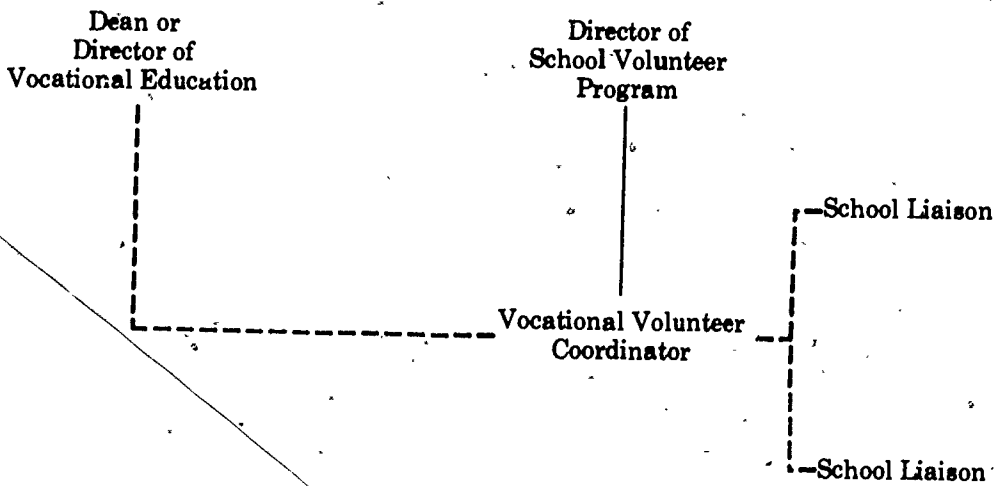 Dean or
Director of
Vocational Education
Director of
School Volunteer
Program
School Liaison
Vocational Volunteer
Coordinator
School Liaison